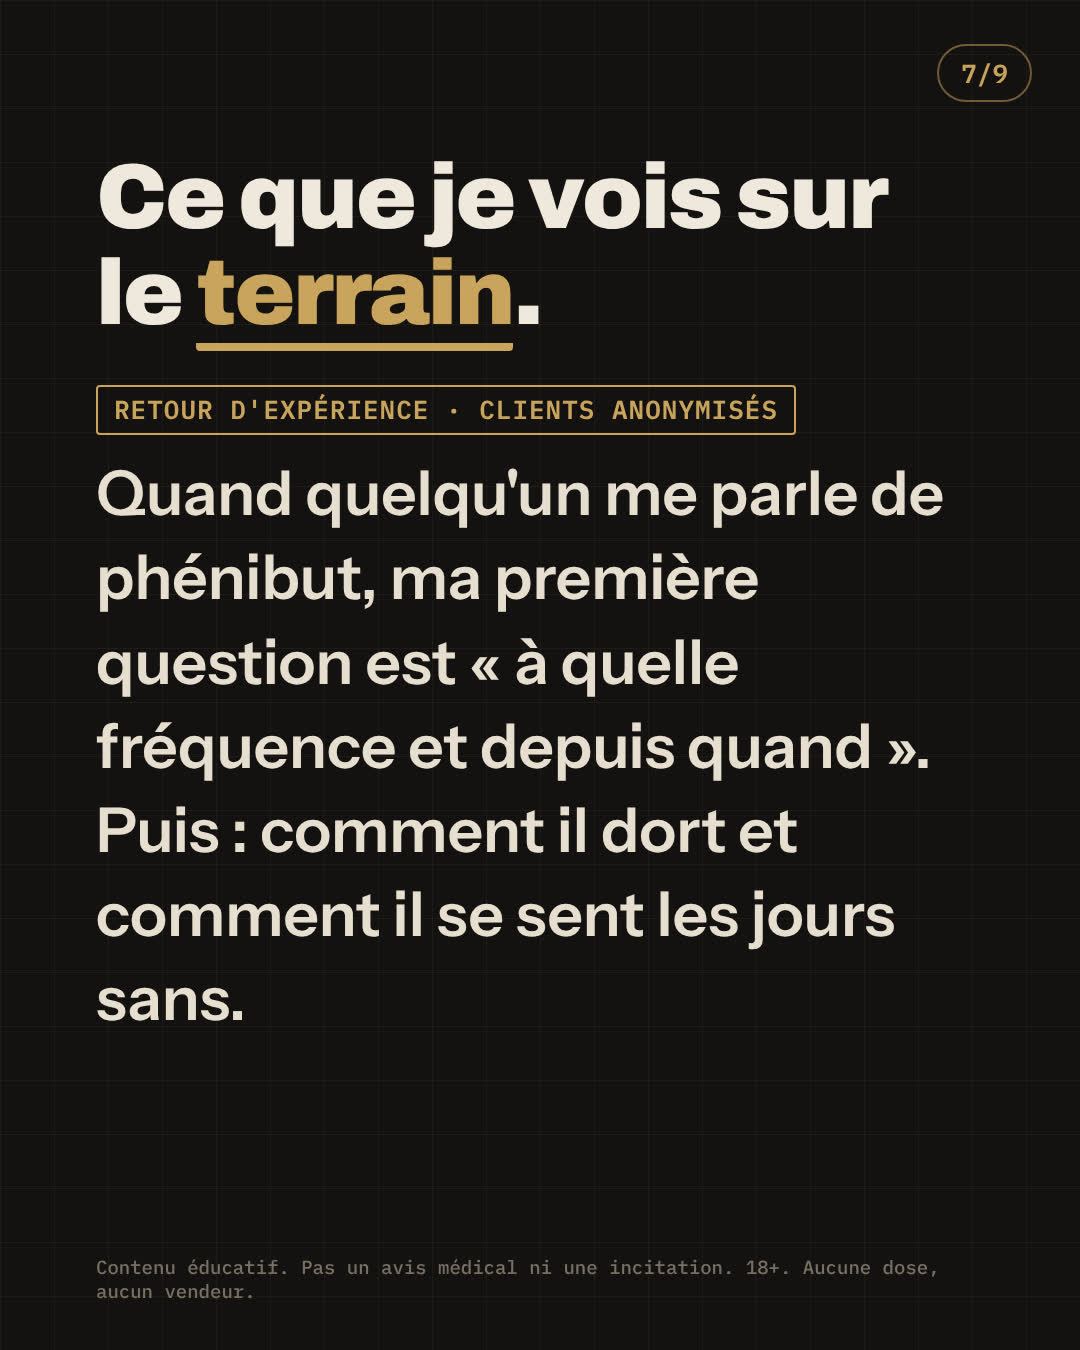 7/9
Ce que je vois sur
le terrain.
RETOUR D'EXPÉRIENCE · CLIENTS ANONYMISÉS
Quand quelqu'un me parle de
phénibut, ma première
question est « à quelle
fréquence et depuis quand ».
Puis : comment il dort et
comment il se sent les jours
sans.
Contenu éducatif. Pas un avis médical ni une incitation. 18+. Aucune dose,
aucun vendeur.